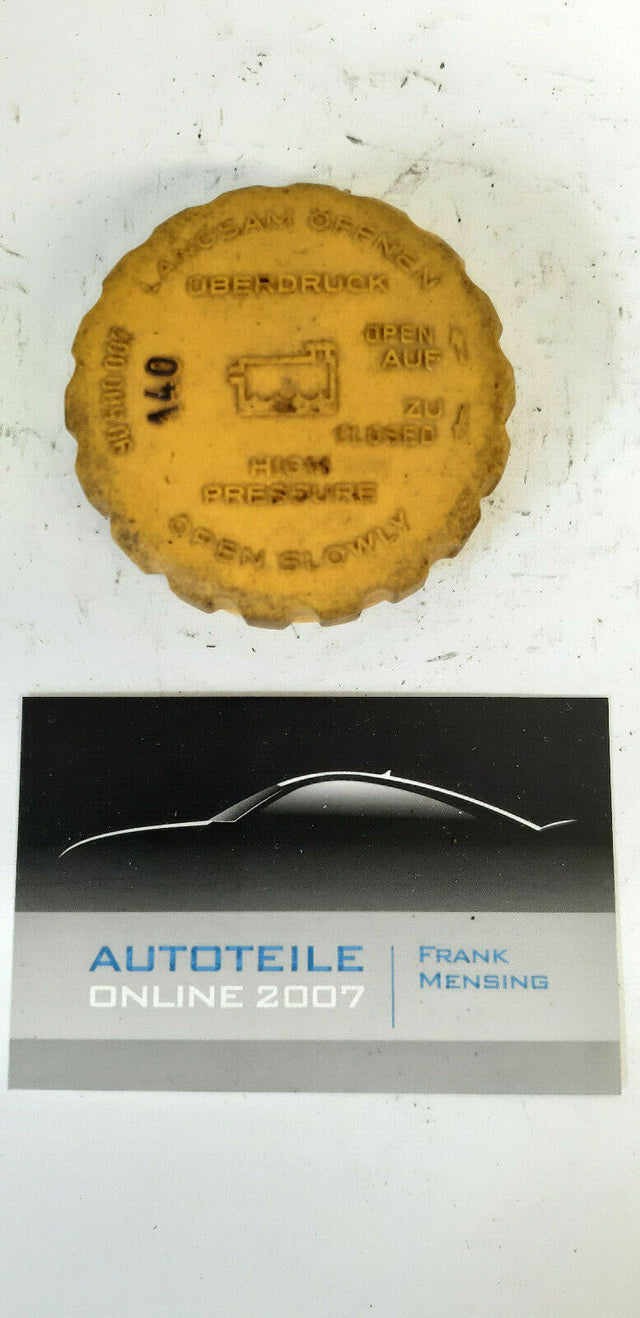 LANGSAM ÖFFNEN
ÜBERDRUCK
OPEN
AUF
140
ZU
CLOSED
HIGH
PRESSURE
OPEN SLOWLY
AUTOTEILE
ONLINE 2007
FRANK
MENSING